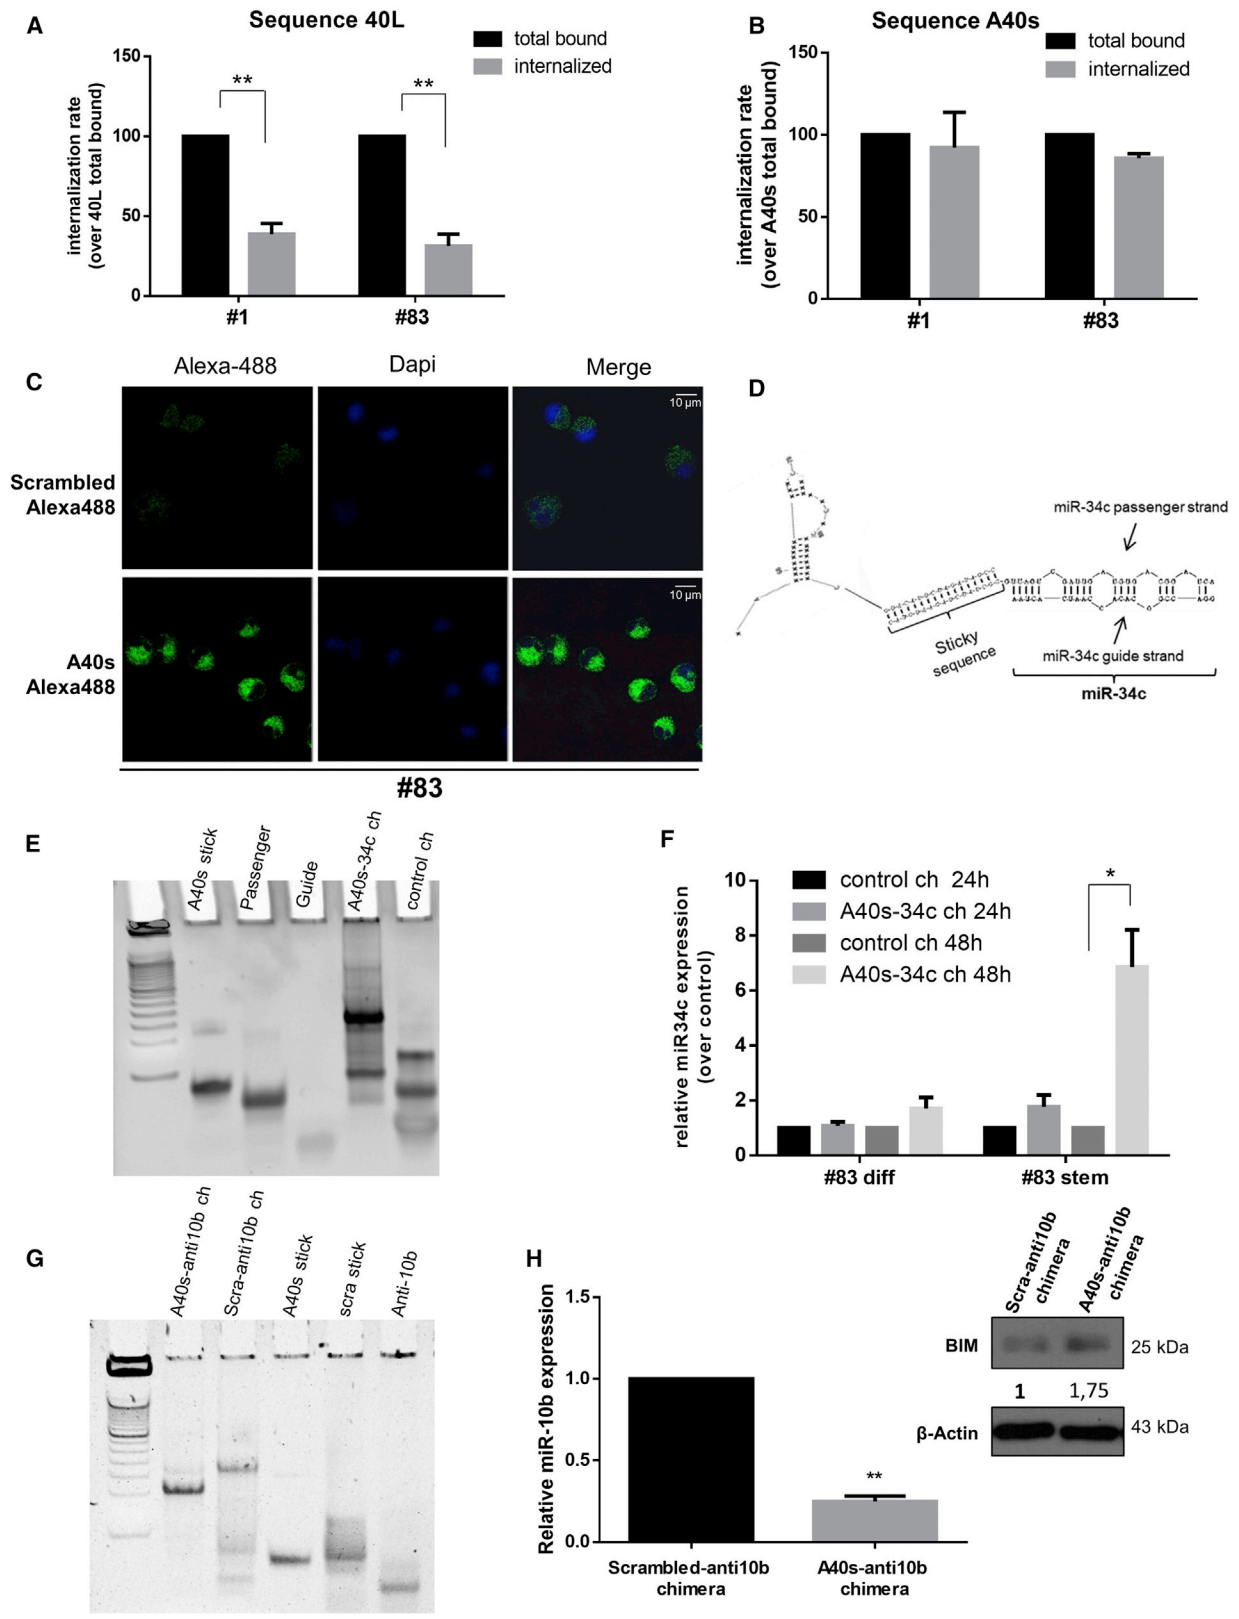 A
Sequence 40L
total bound
internalized
internalization rate
(over 40L total bound)
150
100
50
0
**
**
#1
#83
B
Sequence A40s
total bound
internalized
internalization rate
(over A40s total bound)
150
100
50
0
#1
#83
C
Alexa-488
Dapi
Merge
Scrambled
Alexa488
10 µm
A40s
Alexa488
10 µm
#83
D
miR-34c passenger strand
Sticky
sequence
miR-34c guide strand
miR-34c
E
A40s stick
Passenger
Guide
A40s-34c ch
control ch
F
control ch 24h
A40s-34c ch 24h
control ch 48h
A40s-34c ch 48h
relative miR34c expression
(over control)
10
8
6
4
2
0
*
#83 diff
#83 stem
G
A40s-anti10b ch
Scra-anti10b ch
A40s stick
scra stick
Anti-10b
H
Relative miR-10b expression
1.5
1.0
0.5
0.0
**
Scrambled-anti10b
chimera
A40s-anti10b
chimera
Scra-anti10b
chimera
A40s-anti10b
chimera
BIM
25 kDa
1
1,75
β-Actin
43 kDa